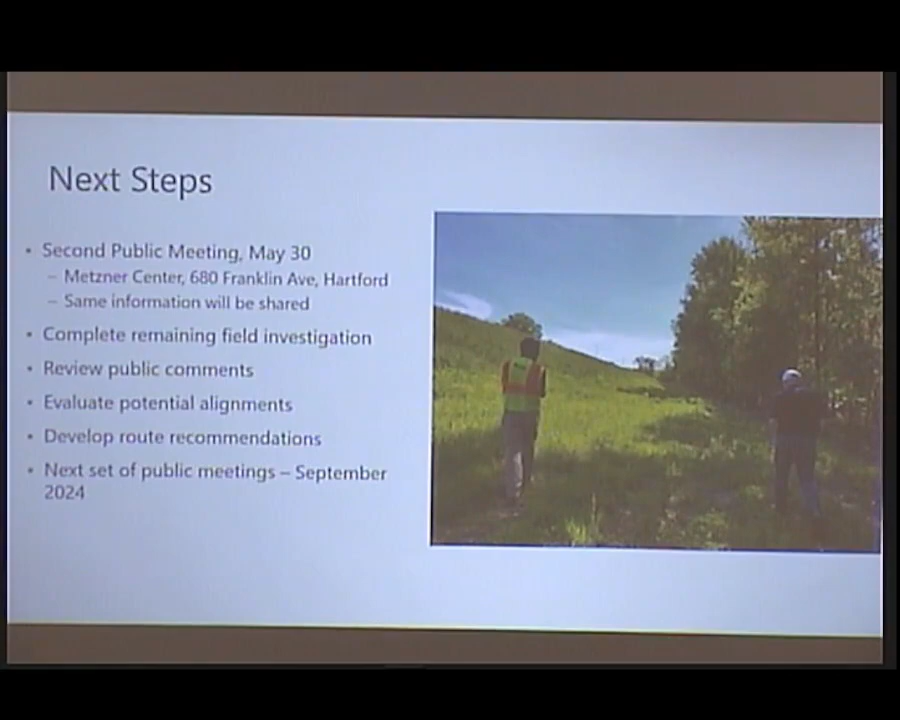 Next Steps
• Second Public Meeting, May 30
– Metzner Center, 680 Franklin Ave, Hartford
– Same information will be shared
• Complete remaining field investigation
• Review public comments
• Evaluate potential alignments
• Develop route recommendations
• Next set of public meetings – September
2024